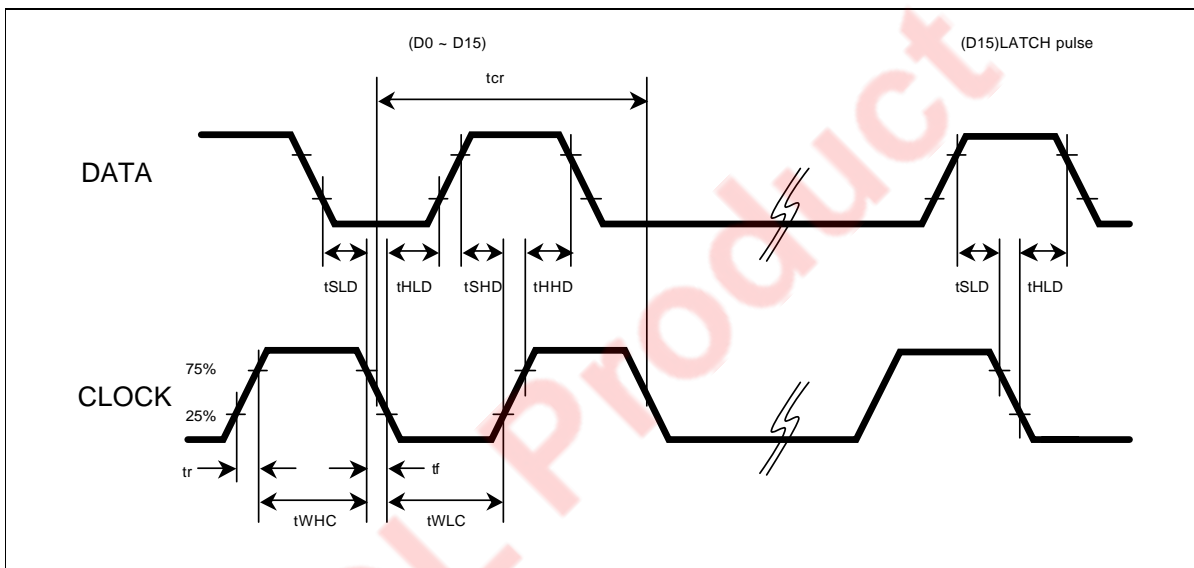 (D0 ~ D15)
(D15)LATCH pulse
tcr
DATA
tSLD
tHLD
tSHD
tHHD
tSLD
tHLD
75%
CLOCK
25%
tr
tf
tWHC
tWLC
L Product